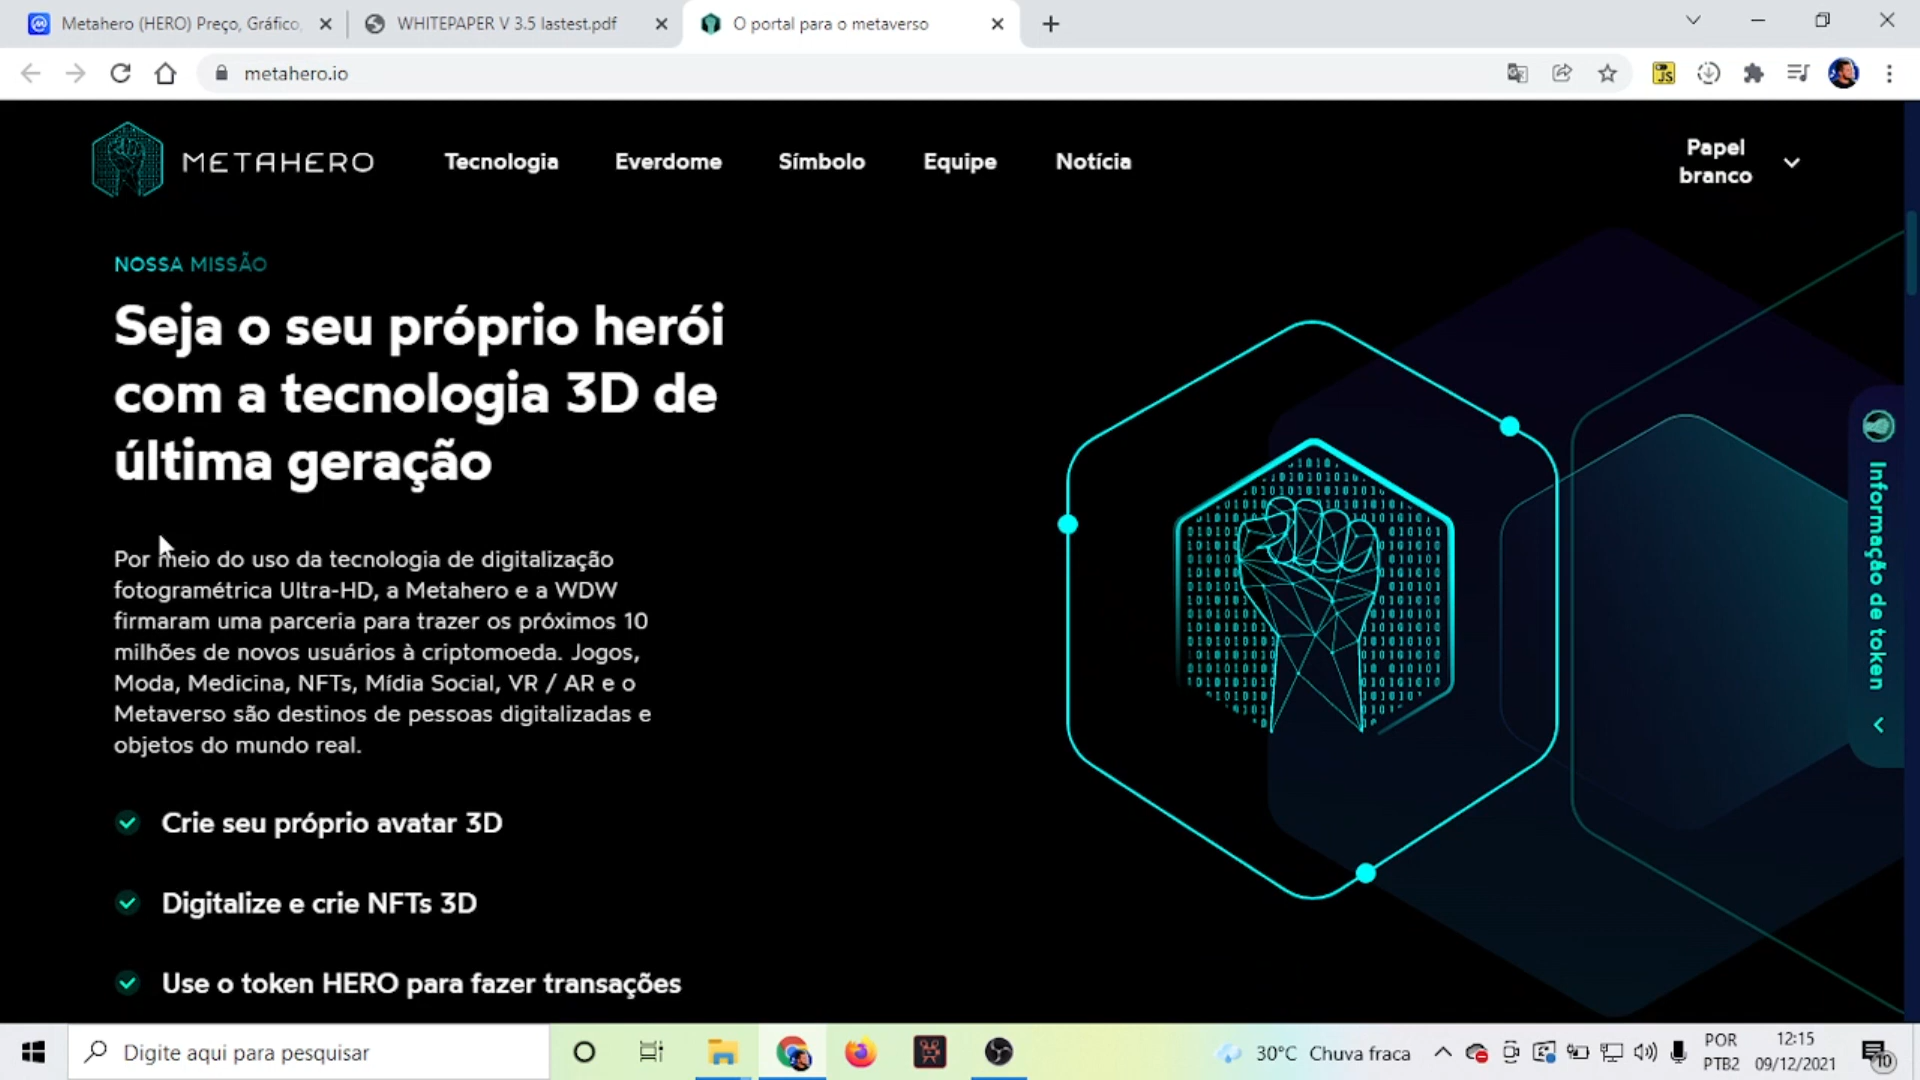 Metahero (HERO) Preço, Gráfico,
WHITEPAPER V 3.5 lastest.pdf
O portal para o metaverso
metahero.io
JS
METAHERO
Tecnologia
Everdome
Símbolo
Equipe
Notícia
Papel
branco
NOSSA MISSÃO
Seja o seu próprio herói
com a tecnologia 3D de
última geração
Por meio do uso da tecnologia de digitalização
fotogramétrica Ultra-HD, a Metahero e a WDW
firmaram uma parceria para trazer os próximos 10
milhões de novos usuários à criptomoeda. Jogos,
Moda, Medicina, NFTs, Mídia Social, VR / AR e o
Metaverso são destinos de pessoas digitalizadas e
objetos do mundo real.
Crie seu próprio avatar 3D
Digitalize e crie NFTs 3D
Use o token HERO para fazer transações
Informação de token
Digite aqui para pesquisar
30°C Chuva fraca
POR
PTB2
12:15
09/12/2021
10